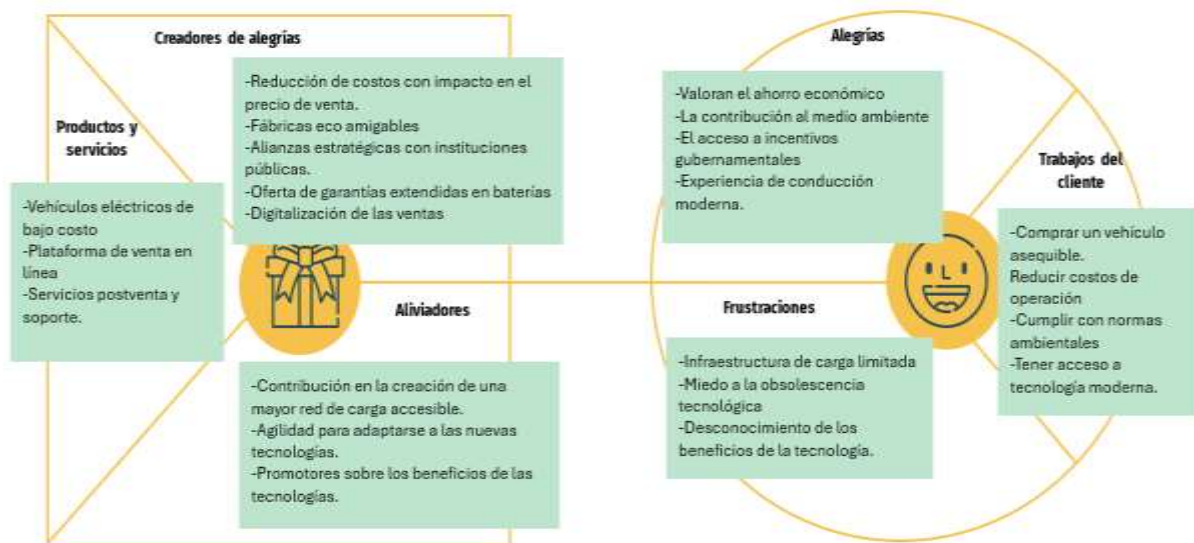 Creadores de alegrías
-Reducción de costos con impacto en el
precio de venta.
-Fábricas eco amigables
-Alianzas estratégicas con instituciones
públicas.
-Oferta de garantías extendidas en baterías
-Digitalización de las ventas
Productos y
servicios
-Vehículos eléctricos de
bajo costo
-Plataforma de venta en
línea
-Servicios postventa y
soporte.
Aliviadores
-Contribución en la creación de una
mayor red de carga accesible.
-Agilidad para adaptarse a las nuevas
tecnologías.
-Promotores sobre los beneficios de las
tecnologías.
Alegrías
-Valoran el ahorro económico
-La contribución al medio ambiente
-El acceso a incentivos
gubernamentales
-Experiencia de conducción
moderna.
Trabajos del
cliente
-Comprar un vehículo
asequible.
Reducir costos de
operación
-Cumplir con normas
ambientales
-Tener acceso a
tecnología moderna.
Frustraciones
-Infraestructura de carga limitada
-Miedo a la obsolescencia
tecnológica
-Desconocimiento de los
beneficios de la tecnología.